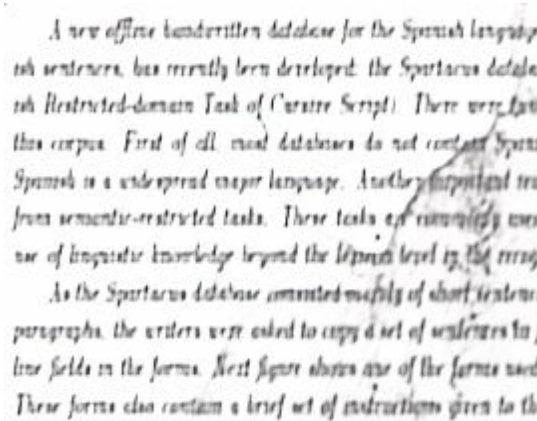 A new offline handwritten database for the Spanish language
ish sentences, has recently been developed: the Spartacus databa
ish Restricted-domain Task of Cursive Script). There were two
this corpus. First of all, most databases do not contain Spani
Spanish is a widespread major language. Another important rea
from semantic-restricted tasks. These tasks are commonly used
use of linguistic knowledge beyond the lexicon level in the recog
As the Spartacus database consisted mainly of short sentence
paragraphs, the writers were asked to copy a set of sentences in f
line fields in the forms. Next figure shows one of the forms used
These forms also contain a brief set of instructions given to the